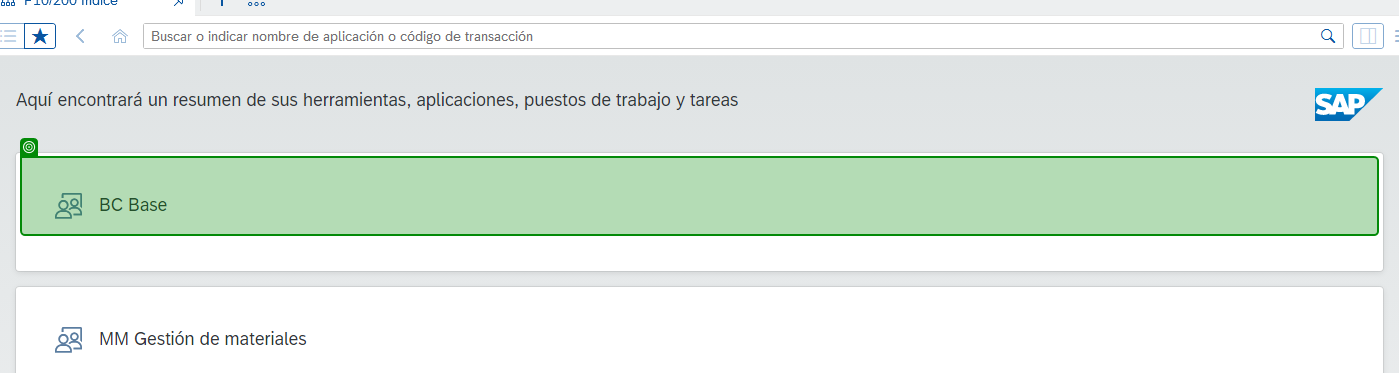 F10/200 Índice
Buscar o indicar nombre de aplicación o código de transacción
Aquí encontrará un resumen de sus herramientas, aplicaciones, puestos de trabajo y tareas
SAP
BC Base
MM Gestión de materiales